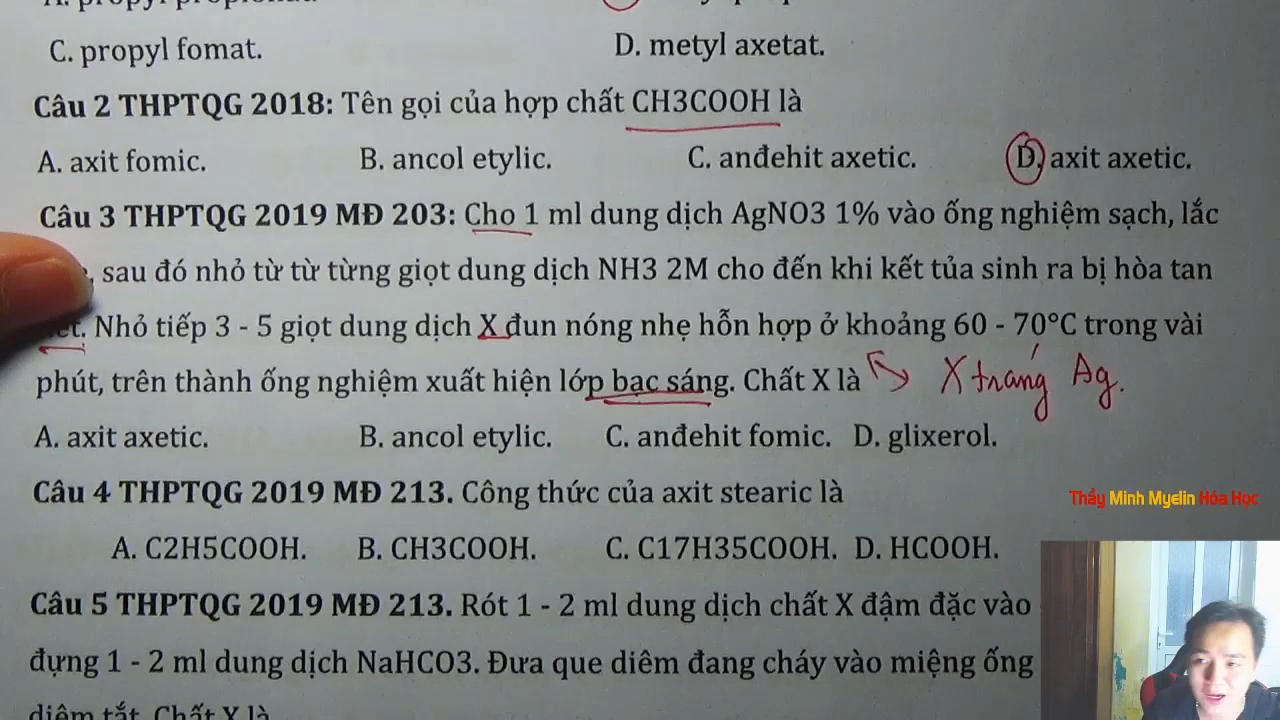 C. propyl fomat. D. metyl axetat.
Câu 2 THPTQG 2018: Tên gọi của hợp chất CH3COOH là
A. axit fomic. B. ancol etylic. C. anđehit axetic. D. axit axetic.
Câu 3 THPTQG 2019 MĐ 203: Cho 1 ml dung dịch AgNO3 1% vào ống nghiệm sạch, lắc
sau đó nhỏ từ từ từng giọt dung dịch NH3 2M cho đến khi kết tủa sinh ra bị hòa tan
Nhỏ tiếp 3 - 5 giọt dung dịch X đun nóng nhẹ hỗn hợp ở khoảng 60 - 70°C trong vài
phút, trên thành ống nghiệm xuất hiện lớp bạc sáng. Chất X là X tráng Ag.
A. axit axetic. B. ancol etylic. C. anđehit fomic. D. glixerol.
Câu 4 THPTQG 2019 MĐ 213. Công thức của axit stearic là
Thầy Minh Myelin Hóa Học
A. C2H5COOH. B. CH3COOH. C. C17H35COOH. D. HCOOH.
Câu 5 THPTQG 2019 MĐ 213. Rót 1 - 2 ml dung dịch chất X đậm đặc vào
đựng 1 - 2 ml dung dịch NaHCO3. Đưa que diêm đang cháy vào miệng ống
diêm tắt. Chất X là